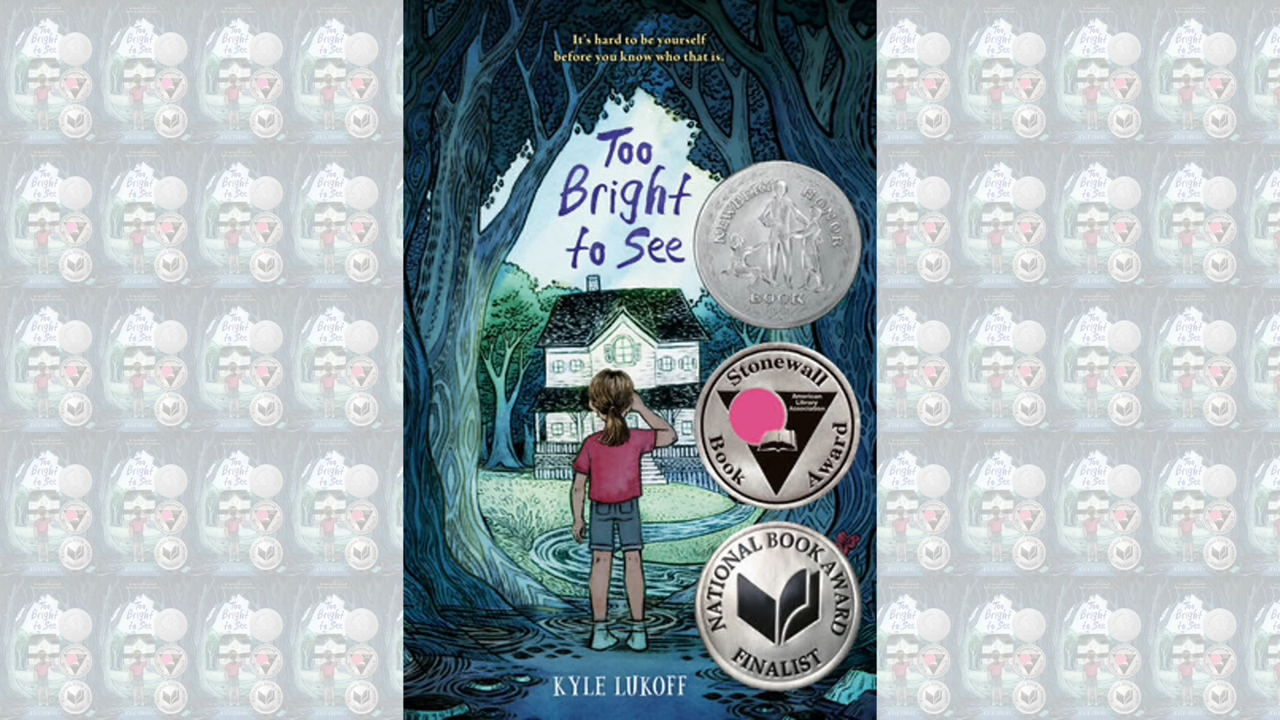 It's hard to be yourself
before you know who that is.
Too
Bright
to See
NEWBERY HONOR
BOOK
Stonewall
American
Library
Association
Book Award
NATIONAL BOOK AWARD
FINALIST
KYLE LUKOFF